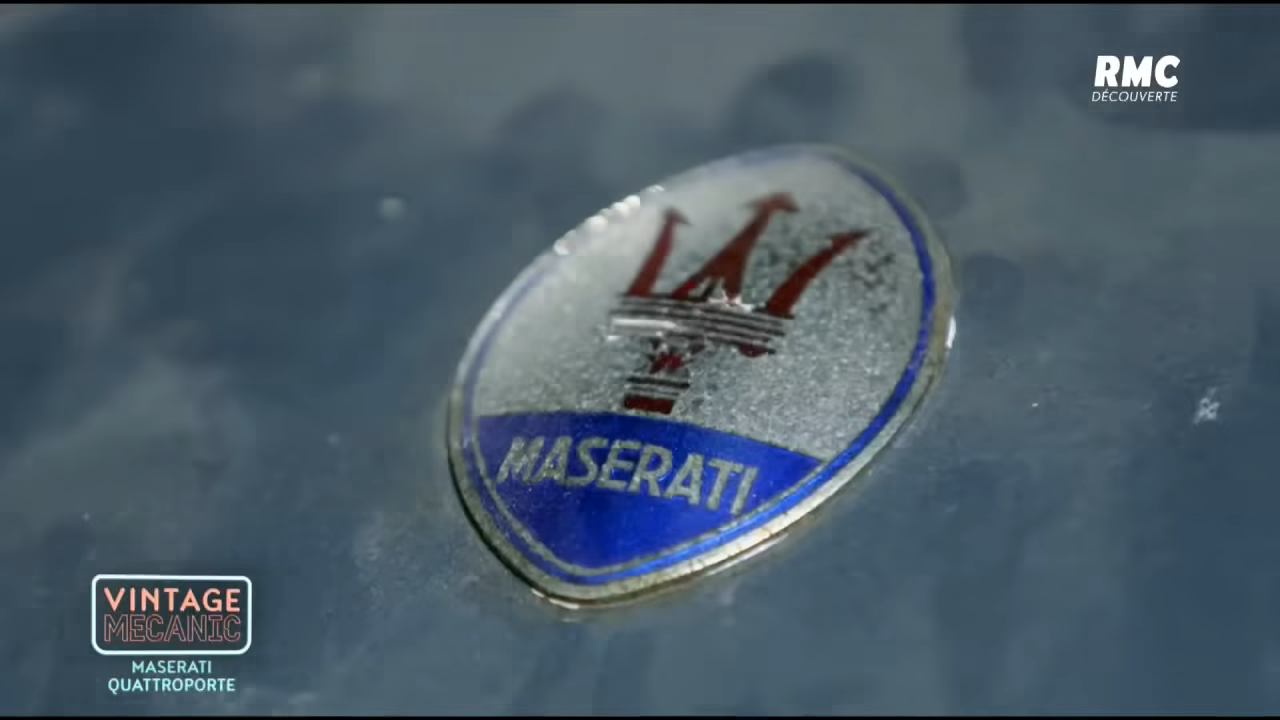 RMC
DÉCOUVERTE
MASERATI
VINTAGE
MECANIC
MASERATI
QUATTROPORTE